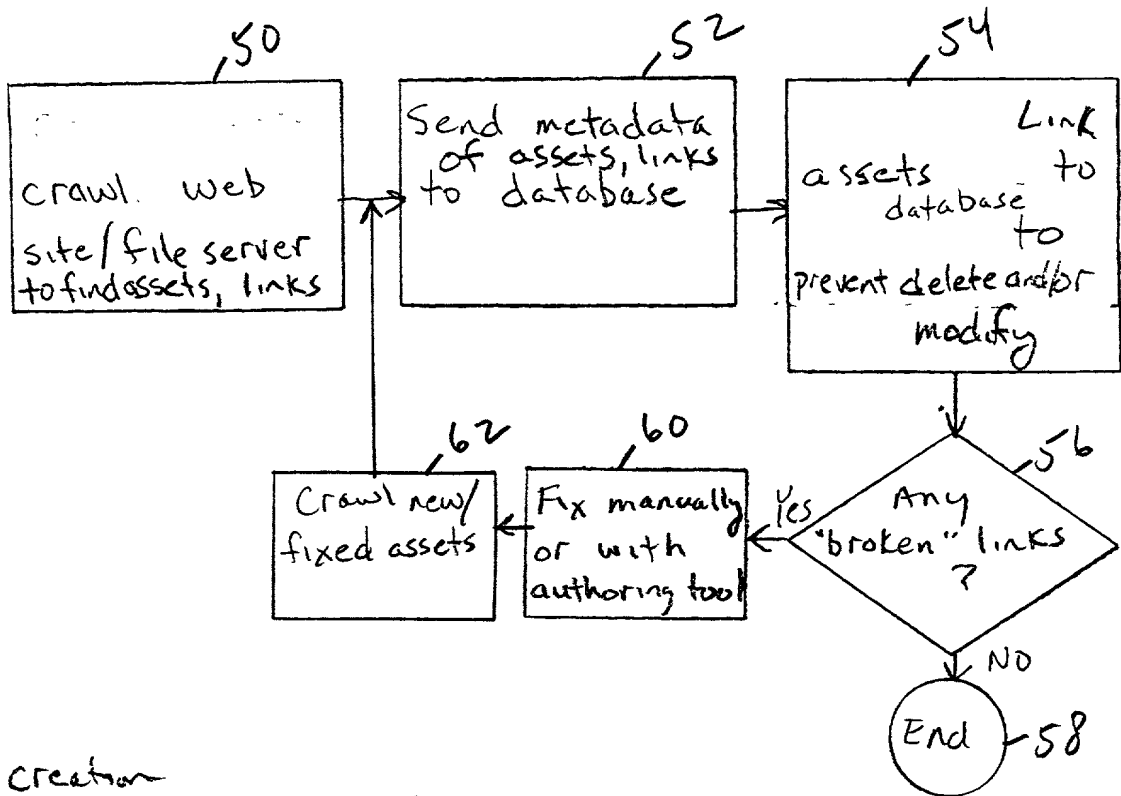 50
crawl web
site/file server
to find assets, links
52
Send metadata
of assets, links
to database
54
Link
assets to
database
to
prevent delete and/or
modify
56
Any
"broken" links
?
Yes
60
Fix manually
or with
authoring tool
62
Crawl new/
fixed assets
NO
End
58
creation